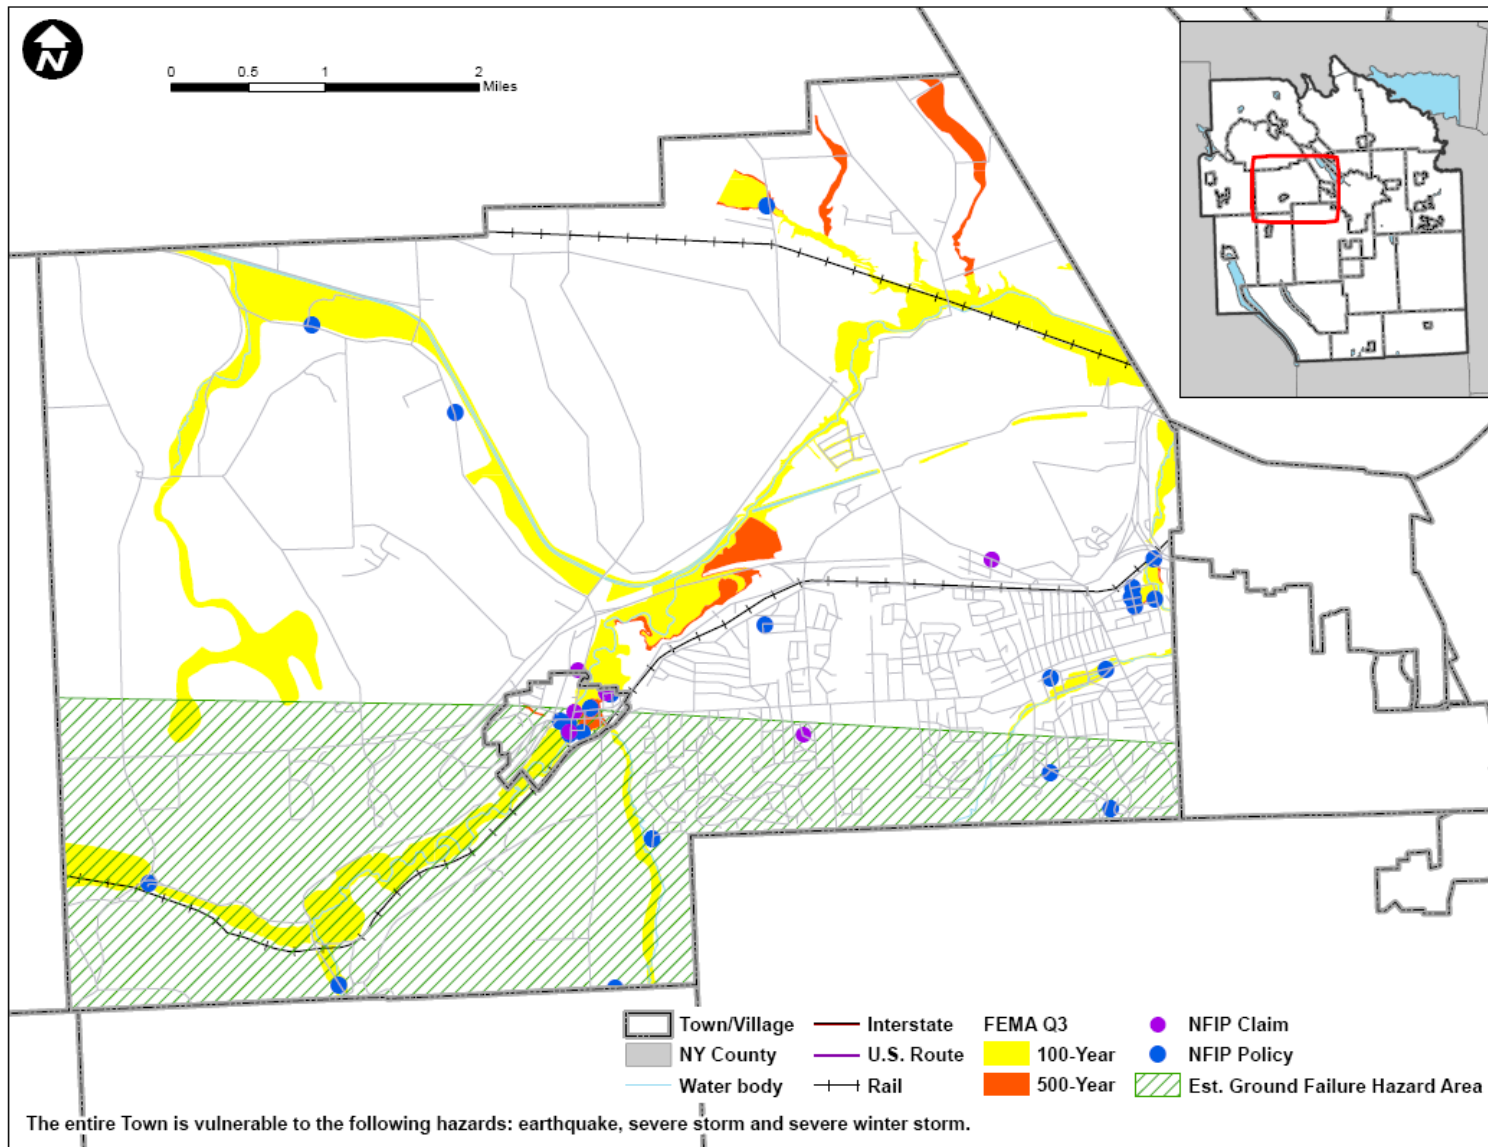 N
0 0.5 1 2
Miles
Town/Village Interstate FEMA Q3 NFIP Claim
NY County U.S. Route 100-Year NFIP Policy
Water body Rail 500-Year Est. Ground Failure Hazard Area
The entire Town is vulnerable to the following hazards: earthquake, severe storm and severe winter storm.